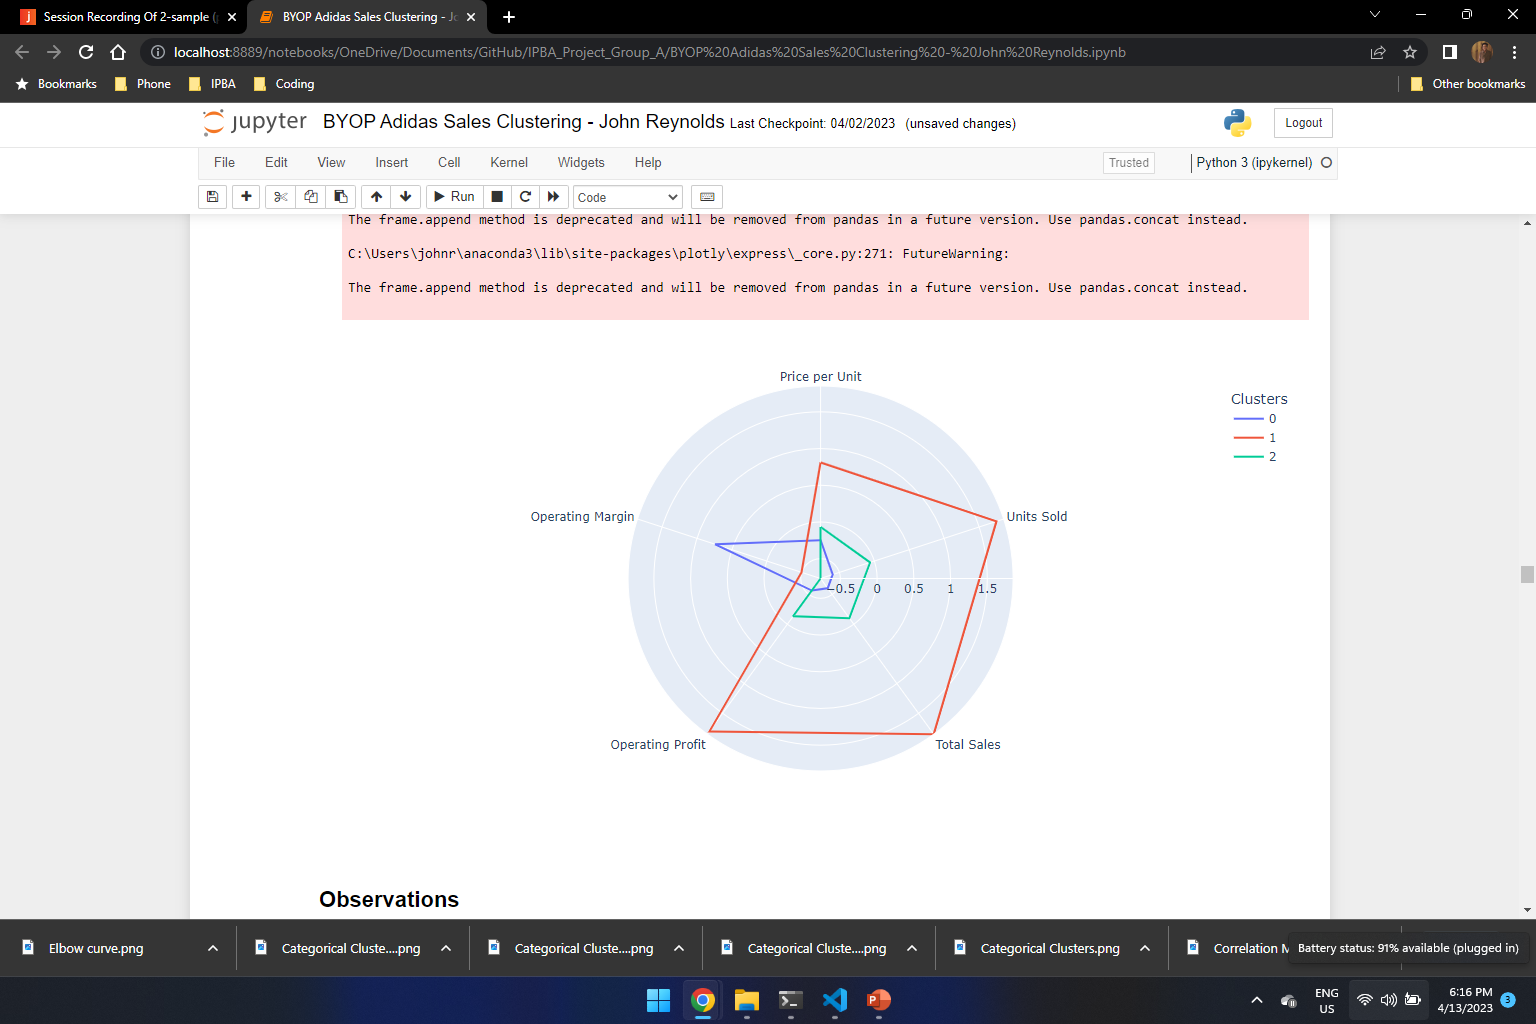 Session Recording Of 2-sample (
BYOP Adidas Sales Clustering - Jo
localhost:8889/notebooks/OneDrive/Documents/GitHub/IPBA_Project_Group_A/BYOP%20Adidas%20Sales%20Clustering%20-%20John%20Reynolds.ipynb
Bookmarks Phone IPBA Coding Other bookmarks
jupyter BYOP Adidas Sales Clustering - John Reynolds Last Checkpoint: 04/02/2023 (unsaved changes) Logout
File Edit View Insert Cell Kernel Widgets Help Trusted Python 3 (ipykernel)
Run Code
The frame.append method is deprecated and will be removed from pandas in a future version. Use pandas.concat instead.
C:\Users\johnr\anaconda3\lib\site-packages\plotly\express\_core.py:271: FutureWarning:
The frame.append method is deprecated and will be removed from pandas in a future version. Use pandas.concat instead.
Price per Unit
Clusters
0
1
2
Operating Margin
Units Sold
−0.5 0 0.5 1 1.5
Operating Profit
Total Sales
Observations
Elbow curve.png Categorical Cluste....png Categorical Cluste....png Categorical Cluste....png Categorical Clusters.png Correlation M
Battery status: 91% available (plugged in)
ENG
US
6:16 PM
4/13/2023
3